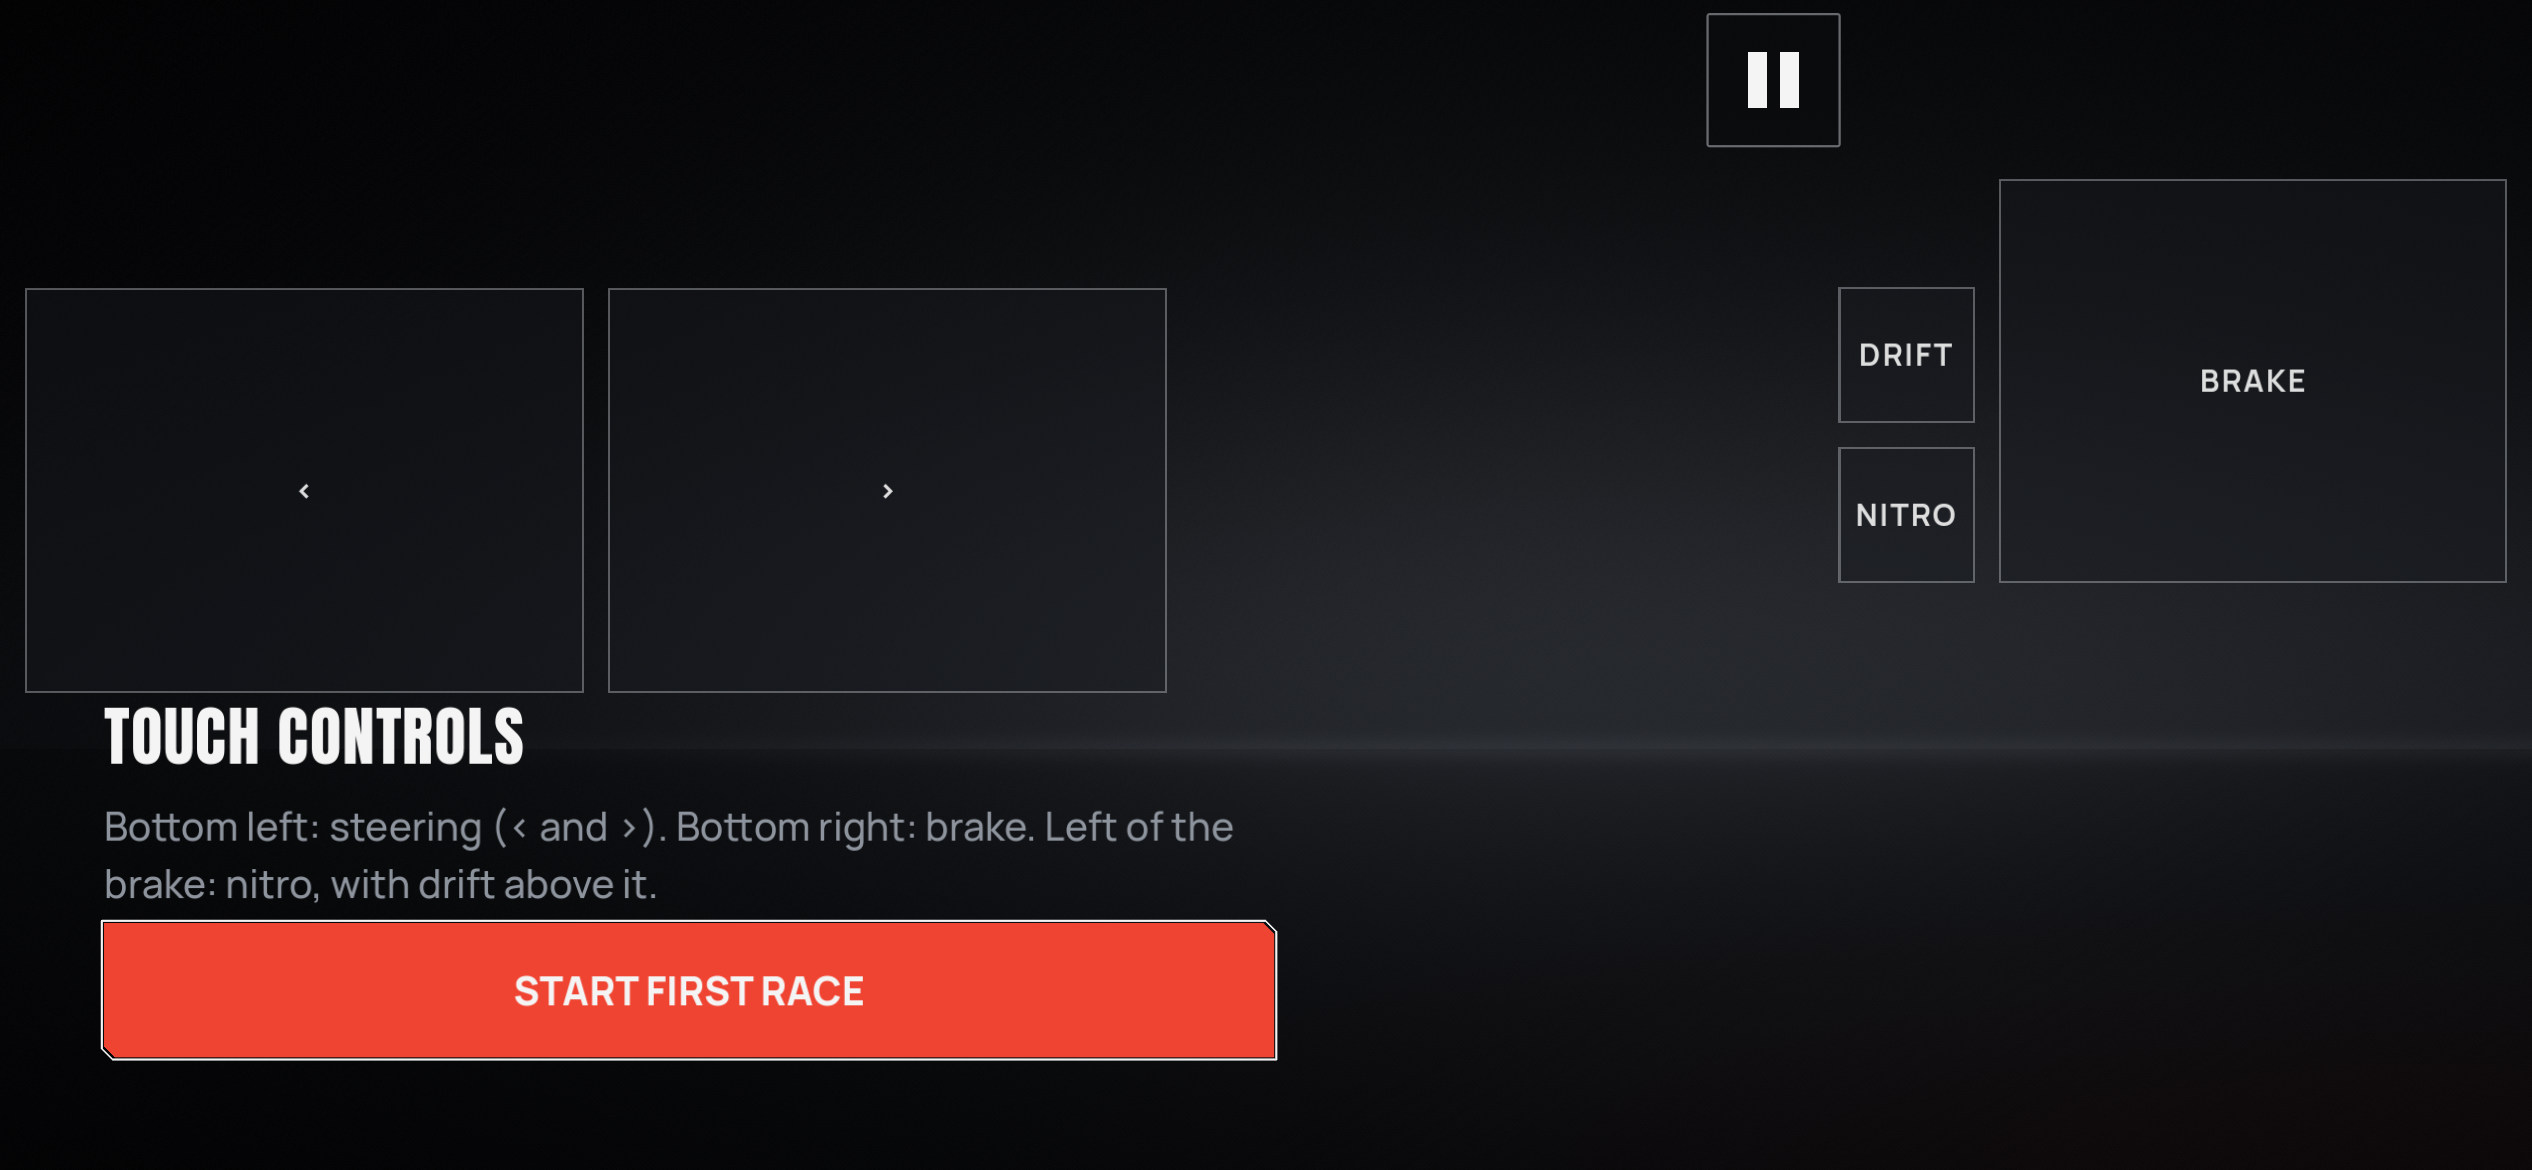 DRIFT
BRAKE
<
>
NITRO
TOUCH CONTROLS
Bottom left: steering (< and >). Bottom right: brake. Left of the
brake: nitro, with drift above it.
START FIRST RACE